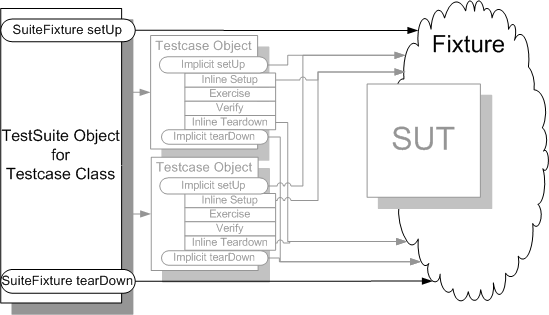 SuiteFixture setUp
TestSuite Object
for
Testcase Class
SuiteFixture tearDown
Testcase Object
Implicit setUp
Inline Setup
Exercise
Verify
Inline Teardown
Implicit tearDown
Testcase Object
Implicit setUp
Inline Setup
Exercise
Verify
Inline Teardown
Implicit tearDown
Fixture
SUT